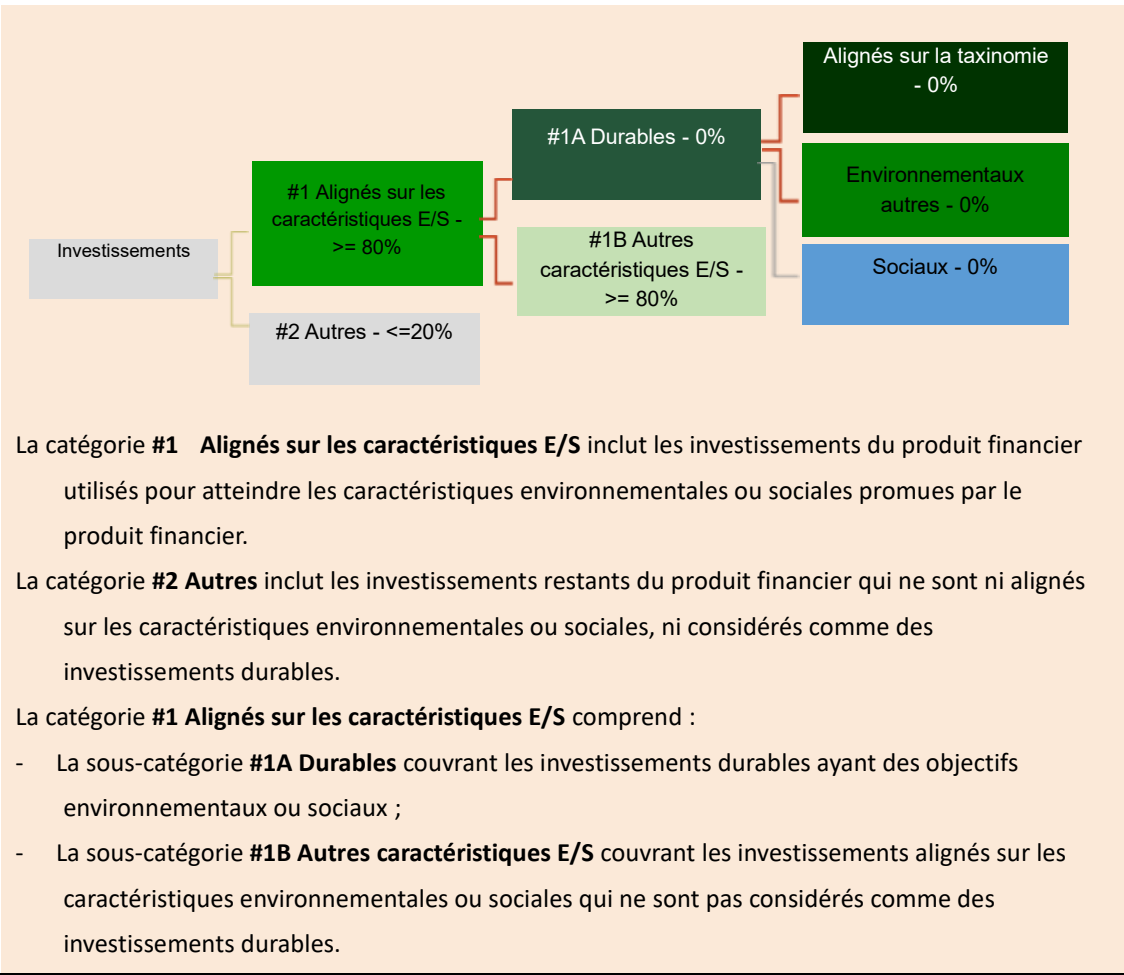 Alignés sur la taxinomie
- 0%
#1A Durables - 0%
Environnementaux
autres - 0%
#1 Alignés sur les
caractéristiques E/S -
>= 80%
Investissements
#1B Autres
caractéristiques E/S -
>= 80%
Sociaux - 0%
#2 Autres - <=20%
La catégorie #1 Alignés sur les caractéristiques E/S inclut les investissements du produit financier
utilisés pour atteindre les caractéristiques environnementales ou sociales promues par le
produit financier.
La catégorie #2 Autres inclut les investissements restants du produit financier qui ne sont ni alignés
sur les caractéristiques environnementales ou sociales, ni considérés comme des
investissements durables.
La catégorie #1 Alignés sur les caractéristiques E/S comprend :
- La sous-catégorie #1A Durables couvrant les investissements durables ayant des objectifs
environnementaux ou sociaux ;
- La sous-catégorie #1B Autres caractéristiques E/S couvrant les investissements alignés sur les
caractéristiques environnementales ou sociales qui ne sont pas considérés comme des
investissements durables.